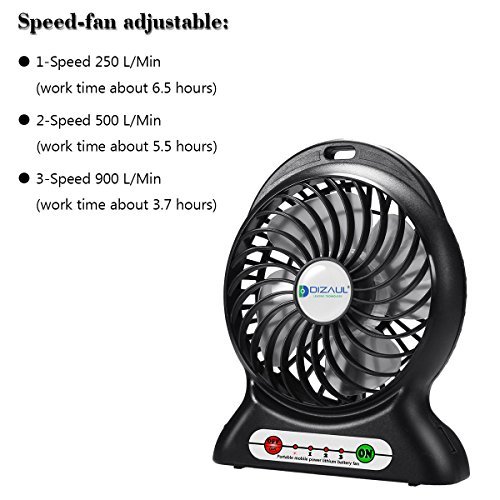 Speed-fan adjustable:
● 1-Speed 250 L/Min
(work time about 6.5 hours)
● 2-Speed 500 L/Min
(work time about 5.5 hours)
● 3-Speed 900 L/Min
(work time about 3.7 hours)
DIZAUL
OFF 1 2 3 ON
Portable mobile power lithium battery fan